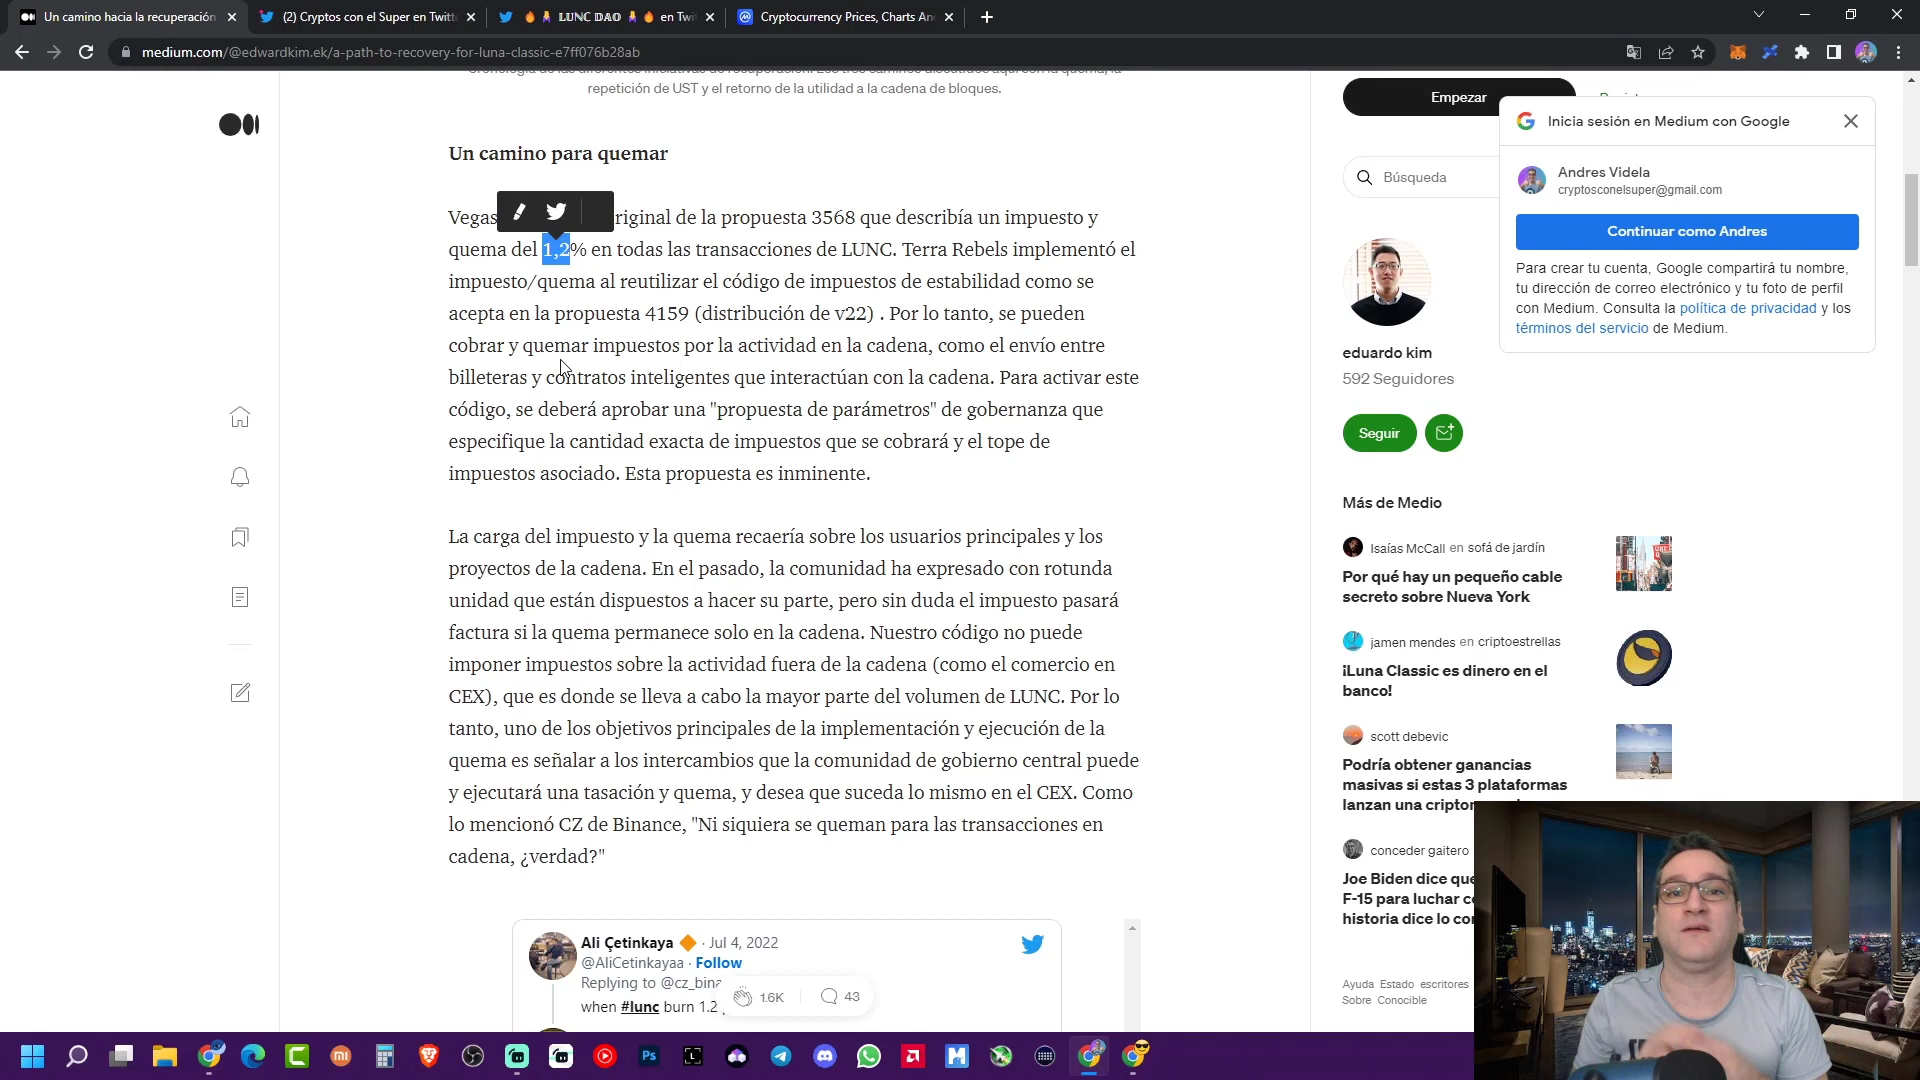 Un camino hacia la recuperación
(2) Cryptos con el Super en Twitt
🔥 LUNC DAO 🔥 en Twi
Cryptocurrency Prices, Charts An
medium.com/@edwardkim.ek/a-path-to-recovery-for-luna-classic-e7ff076b28ab
repetición de UST y el retorno de la utilidad a la cadena de bloques.
Un camino para quemar
Vegas riginal de la propuesta 3568 que describía un impuesto y
quema del 1,2% en todas las transacciones de LUNC. Terra Rebels implementó el
impuesto/quema al reutilizar el código de impuestos de estabilidad como se
acepta en la propuesta 4159 (distribución de v22) . Por lo tanto, se pueden
cobrar y quemar impuestos por la actividad en la cadena, como el envío entre
billeteras y contratos inteligentes que interactúan con la cadena. Para activar este
código, se deberá aprobar una "propuesta de parámetros" de gobernanza que
especifique la cantidad exacta de impuestos que se cobrará y el tope de
impuestos asociado. Esta propuesta es inminente.
La carga del impuesto y la quema recaería sobre los usuarios principales y los
proyectos de la cadena. En el pasado, la comunidad ha expresado con rotunda
unidad que están dispuestos a hacer su parte, pero sin duda el impuesto pasará
factura si la quema permanece solo en la cadena. Nuestro código no puede
imponer impuestos sobre la actividad fuera de la cadena (como el comercio en
CEX), que es donde se lleva a cabo la mayor parte del volumen de LUNC. Por lo
tanto, uno de los objetivos principales de la implementación y ejecución de la
quema es señalar a los intercambios que la comunidad de gobierno central puede
y ejecutará una tasación y quema, y desea que suceda lo mismo en el CEX. Como
lo mencionó CZ de Binance, "Ni siquiera se queman para las transacciones en
cadena, ¿verdad?"
Ali Çetinkaya 🔶 · Jul 4, 2022
@AliCetinkayaa · Follow
Replying to @cz_bina
when #lunc burn 1.2
1.6K
43
Empezar
Búsqueda
Inicia sesión en Medium con Google
Andres Videla
cryptosconelsuper@gmail.com
Continuar como Andres
Para crear tu cuenta, Google compartirá tu nombre,
tu dirección de correo electrónico y tu foto de perfil
con Medium. Consulta la política de privacidad y los
términos del servicio de Medium.
eduardo kim
592 Seguidores
Seguir
Más de Medio
Isaías McCall en sofá de jardín
Por qué hay un pequeño cable
secreto sobre Nueva York
jamen mendes en criptoestrellas
¡Luna Classic es dinero en el
banco!
scott debevic
Podría obtener ganancias
masivas si estas 3 plataformas
lanzan una
conceder gaitero
Joe Biden dice que
F-15 para luchar
historia dice lo
Ayuda Estado escritores
Sobre Conocible